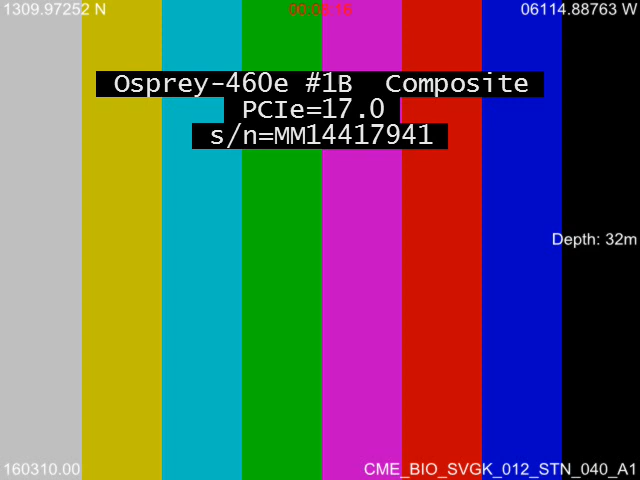 1309.97252 N
00:08:16
06114.88763 W
Osprey-460e #1B Composite
PCIe=17.0
s/n=MM14417941
Depth: 32m
160310.00
CME_BIO_SVGK_012_STN_040_A1